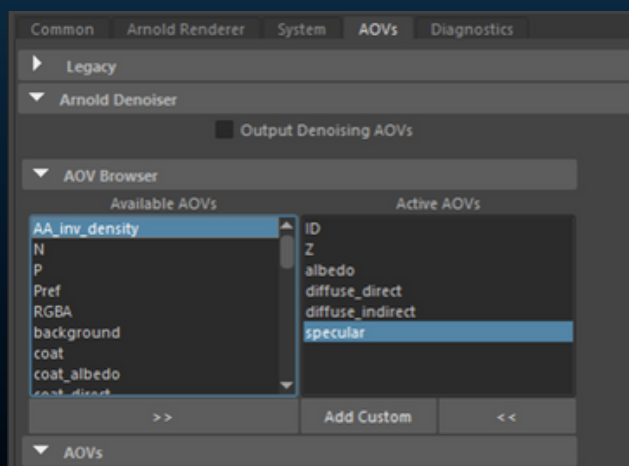 Common Arnold Renderer System AOVs Diagnostics
Legacy
Arnold Denoiser
Output Denoising AOVs
AOV Browser
Available AOVs Active AOVs
AA_inv_density ID
N Z
P albedo
Pref diffuse_direct
RGBA diffuse_indirect
background specular
coat
coat_albedo
coat_direct
>> Add Custom <<
AOVs